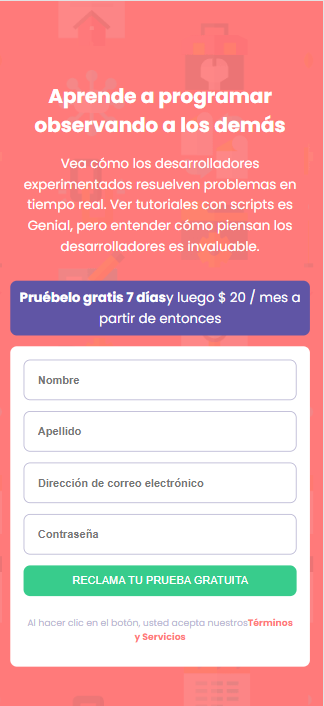 Aprende a programar
observando a los demás
Vea cómo los desarrolladores
experimentados resuelven problemas en
tiempo real. Ver tutoriales con scripts es
Genial, pero entender cómo piensan los
desarrolladores es invaluable.
Pruébelo gratis 7 díasy luego $ 20 / mes a
partir de entonces
Nombre
Apellido
Dirección de correo electrónico
Contraseña
RECLAMA TU PRUEBA GRATUITA
Al hacer clic en el botón, usted acepta nuestrosTérminos
y Servicios